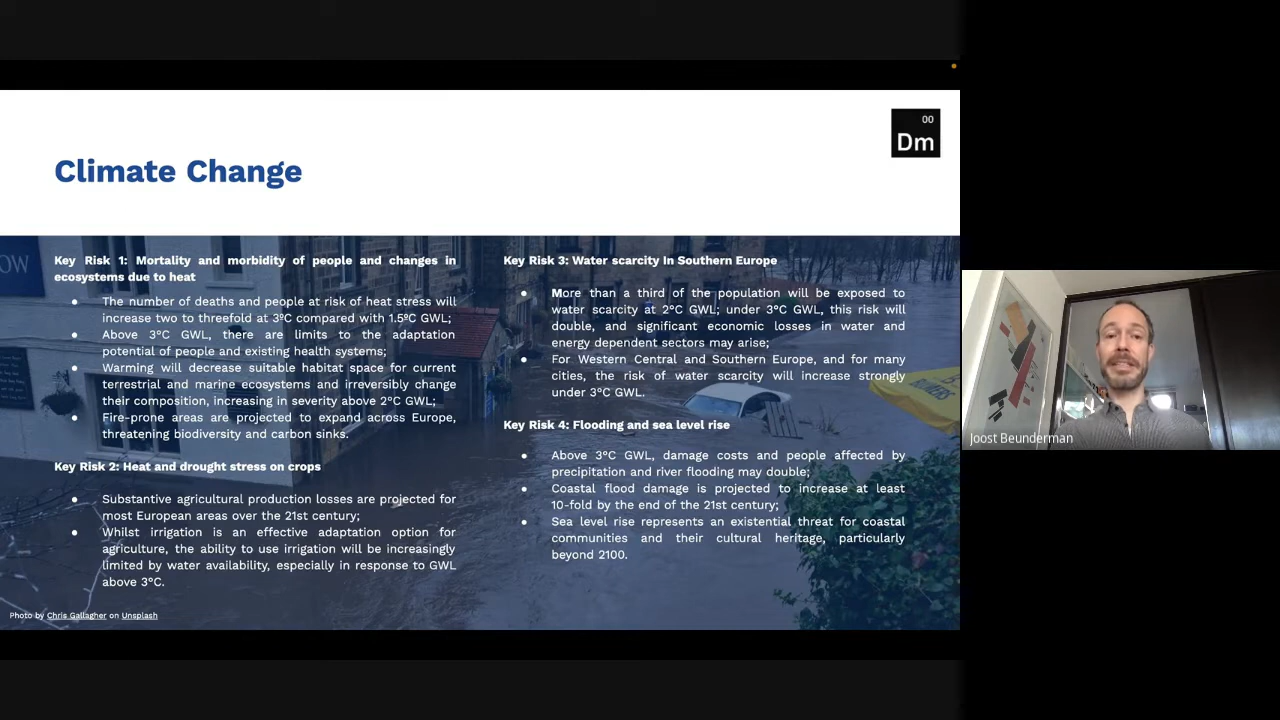 00
Dm
Climate Change
OW
Key Risk 1: Mortality and morbidity of people and changes in
ecosystems due to heat
● The number of deaths and people at risk of heat stress will
increase two to threefold at 3ºC compared with 1.5ºC GWL;
● Above 3°C GWL, there are limits to the adaptation
potential of people and existing health systems;
● Warming will decrease suitable habitat space for current
terrestrial and marine ecosystems and irreversibly change
their composition, increasing in severity above 2°C GWL;
● Fire-prone areas are projected to expand across Europe,
threatening biodiversity and carbon sinks.
Key Risk 2: Heat and drought stress on crops
● Substantive agricultural production losses are projected for
most European areas over the 21st century;
● Whilst irrigation is an effective adaptation option for
agriculture, the ability to use irrigation will be increasingly
limited by water availability, especially in response to GWL
above 3°C.
Key Risk 3: Water scarcity In Southern Europe
● More than a third of the population will be exposed to
water scarcity at 2°C GWL; under 3°C GWL, this risk will
double, and significant economic losses in water and
energy dependent sectors may arise;
● For Western Central and Southern Europe, and for many
cities, the risk of water scarcity will increase strongly
under 3°C GWL.
Key Risk 4: Flooding and sea level rise
● Above 3°C GWL, damage costs and people affected by
precipitation and river flooding may double;
● Coastal flood damage is projected to increase at least
10-fold by the end of the 21st century;
● Sea level rise represents an existential threat for coastal
communities and their cultural heritage, particularly
beyond 2100.
Photo by Chris Gallagher on Unsplash
Joost Beunderman